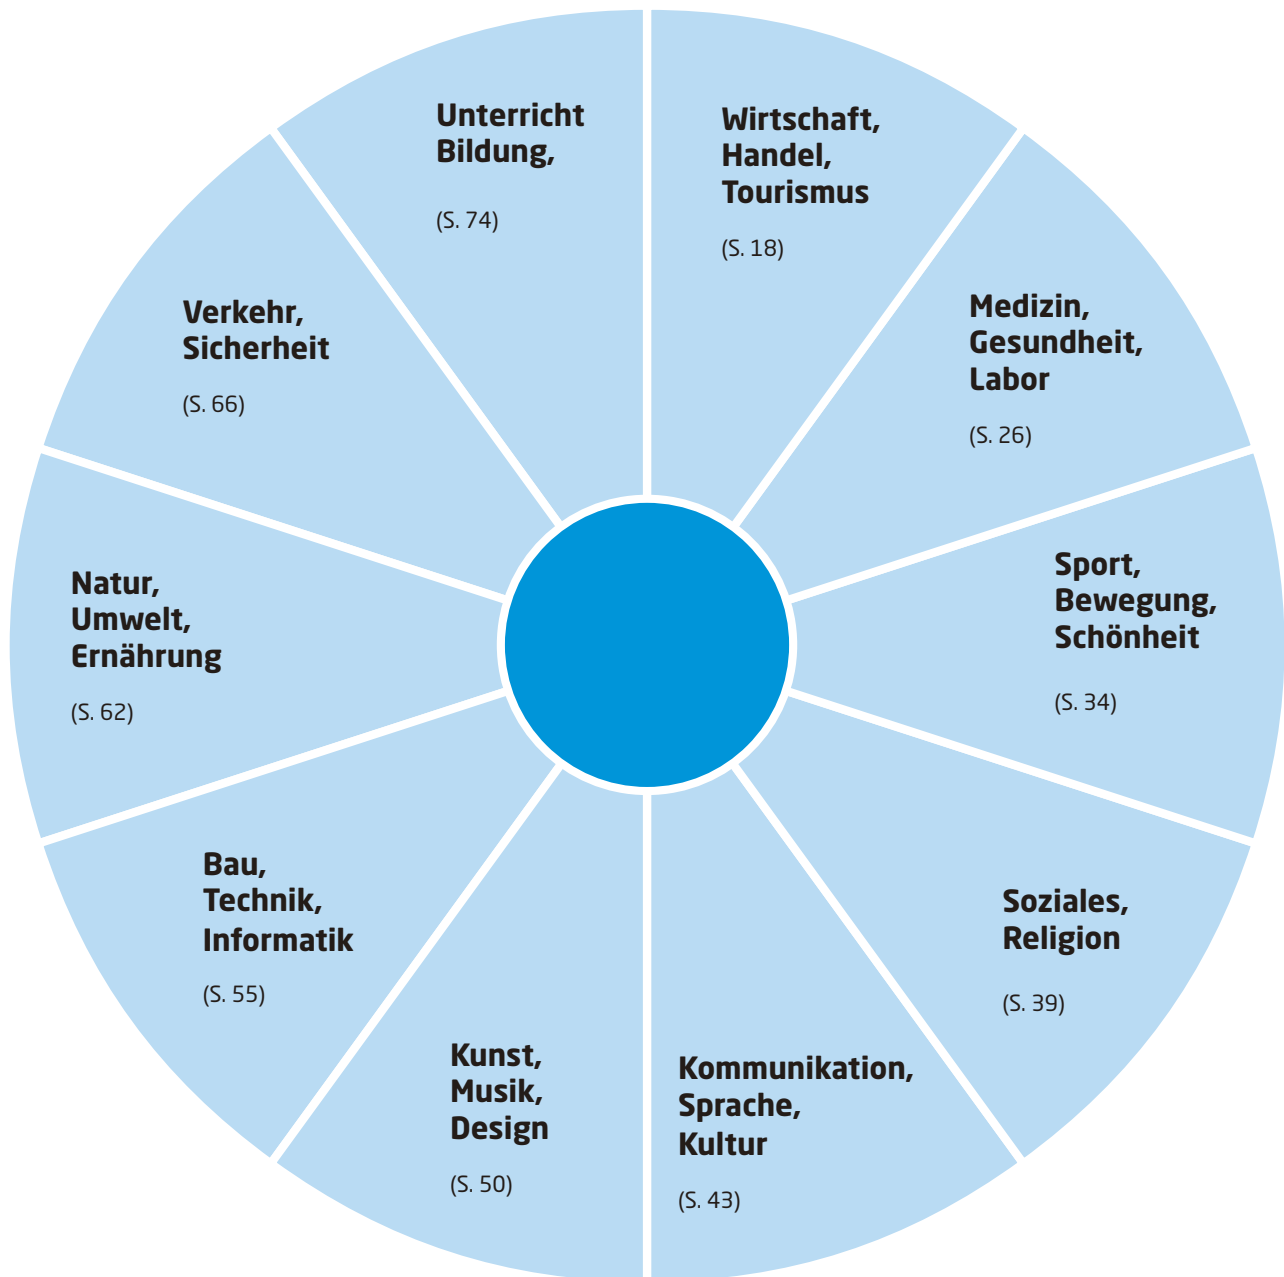 Unterricht
Bildung,
(S. 74)
Wirtschaft,
Handel,
Tourismus
(S. 18)
Medizin,
Gesundheit,
Labor
(S. 26)
Sport,
Bewegung,
Schönheit
(S. 34)
Soziales,
Religion
(S. 39)
Kommunikation,
Sprache,
Kultur
(S. 43)
Kunst,
Musik,
Design
(S. 50)
Bau,
Technik,
Informatik
(S. 55)
Natur,
Umwelt,
Ernährung
(S. 62)
Verkehr,
Sicherheit
(S. 66)